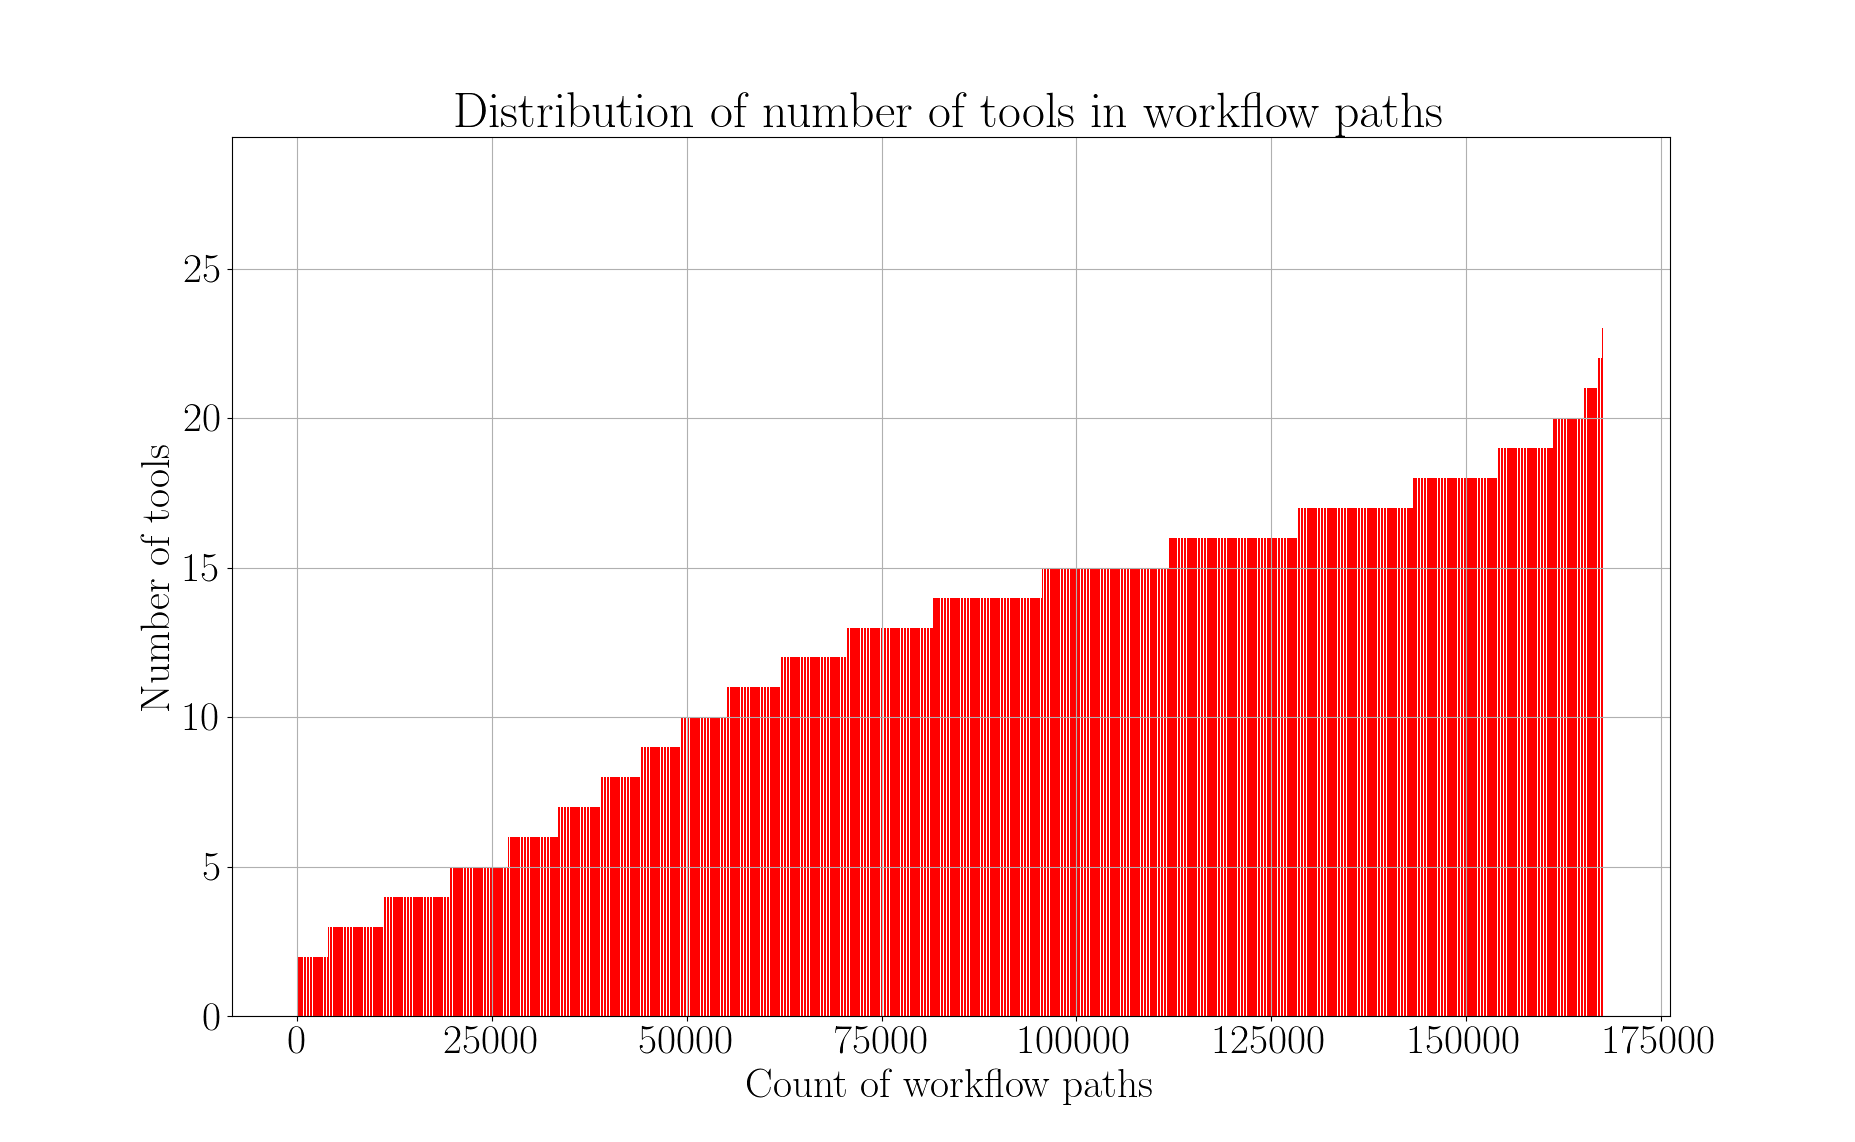 Distribution of number of tools in workflow paths
25
20
15
10
5
0
Number of tools
0 25000 50000 75000 100000 125000 150000 175000
Count of workflow paths